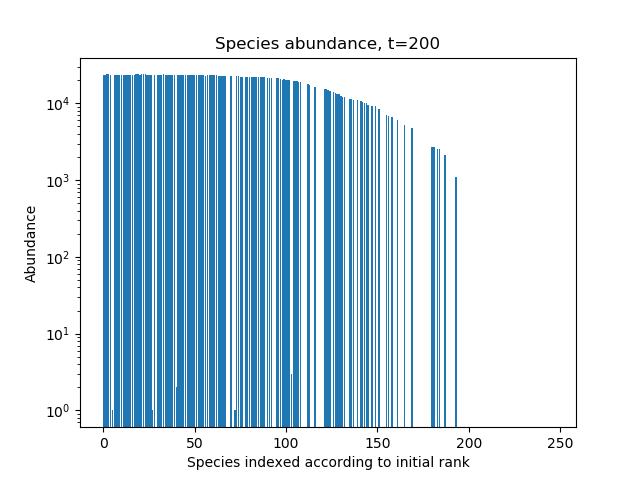 Species abundance, t=200
Abundance
10⁴
10³
10²
10¹
10⁰
0 50 100 150 200 250
Species indexed according to initial rank